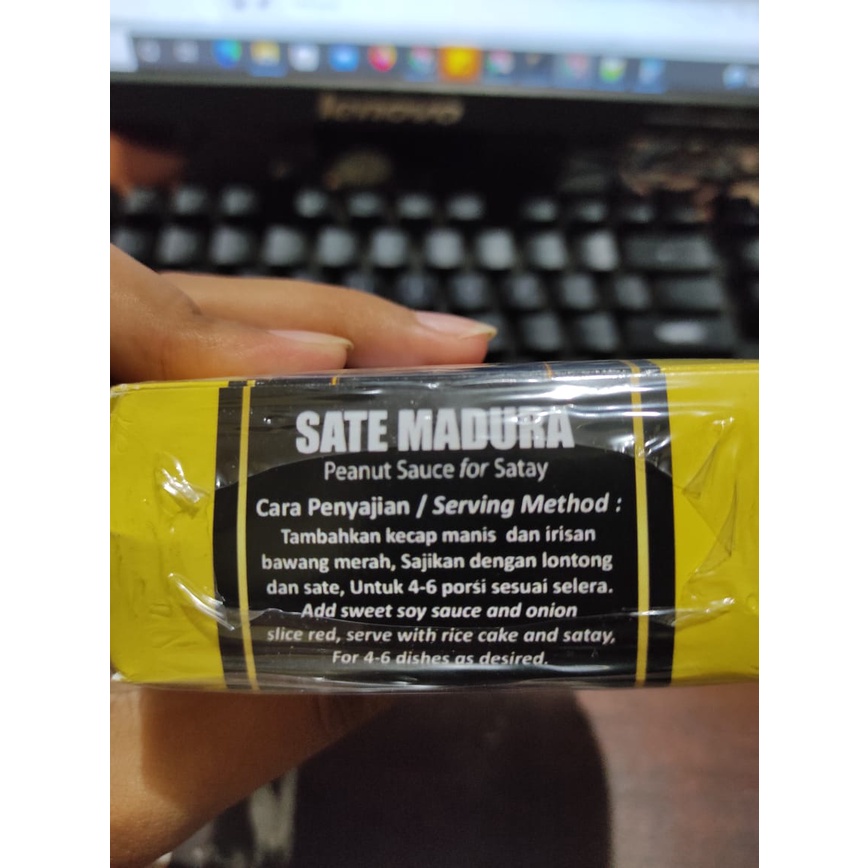 lenovo
SATE MADURA
Peanut Sauce for Satay
Cara Penyajian / Serving Method :
Tambahkan kecap manis dan irisan
bawang merah, Sajikan dengan lontong
dan sate, Untuk 4-6 porsi sesuai selera.
Add sweet soy sauce and onion
slice red, serve with rice cake and satay,
For 4-6 dishes as desired.